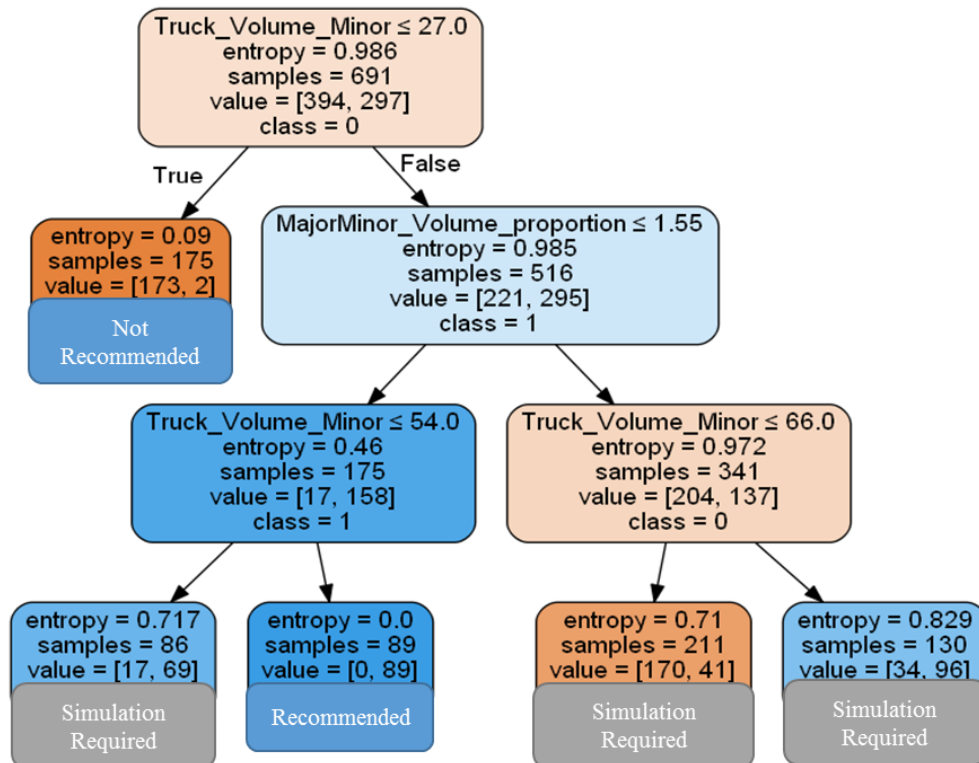 Truck_Volume_Minor ≤ 27.0
entropy = 0.986
samples = 691
value = [394, 297]
class = 0
True
False
entropy = 0.09
samples = 175
value = [173, 2]
Not
Recommended
MajorMinor_Volume_proportion ≤ 1.55
entropy = 0.985
samples = 516
value = [221, 295]
class = 1
Truck_Volume_Minor ≤ 54.0
entropy = 0.46
samples = 175
value = [17, 158]
class = 1
Truck_Volume_Minor ≤ 66.0
entropy = 0.972
samples = 341
value = [204, 137]
class = 0
entropy = 0.717
samples = 86
value = [17, 69]
Simulation
Required
entropy = 0.0
samples = 89
value = [0, 89]
Recommended
entropy = 0.71
samples = 211
value = [170, 41]
Simulation
Required
entropy = 0.829
samples = 130
value = [34, 96]
Simulation
Required